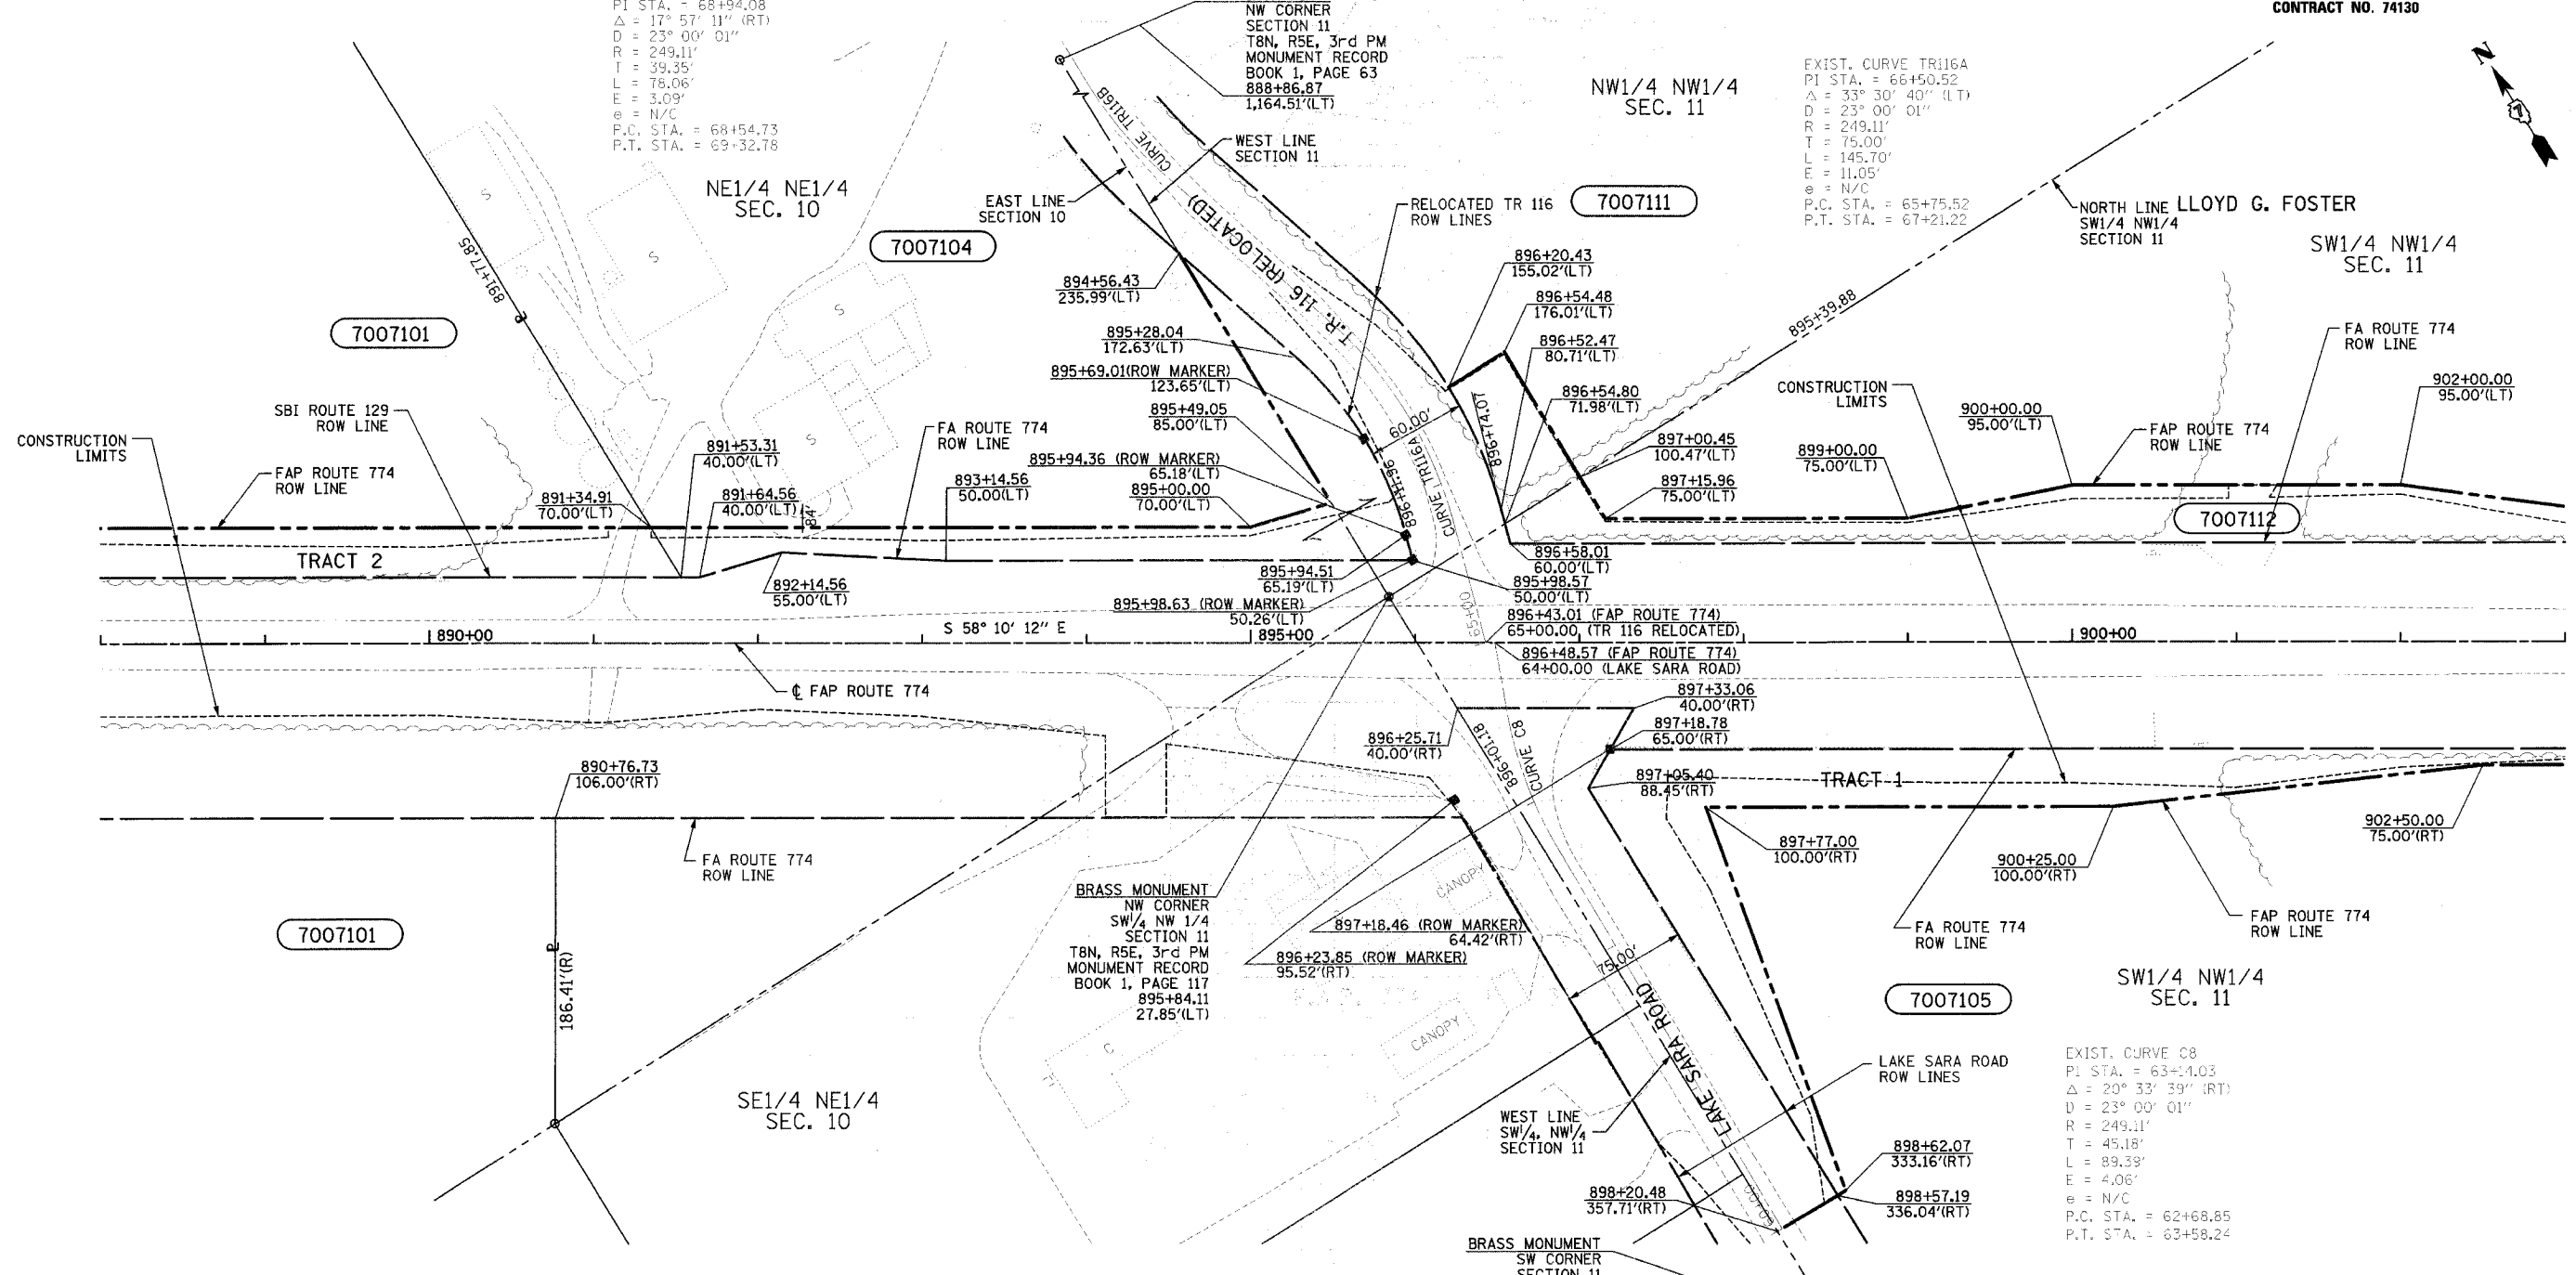 CONTRACT NO. 74130
PI STA. = 68+94.08
Δ = 17° 57' 11" (RT)
D = 23° 00' 01"
R = 249.11'
T = 39.35'
L = 78.06'
E = 3.09'
e = N/C
P.C. STA. = 68+54.73
P.T. STA. = 69+32.78
NW CORNER
SECTION 11
T8N, R5E, 3rd PM
MONUMENT RECORD
BOOK 1, PAGE 63
888+86.87
1,164.51'(LT)
NW1/4 NW1/4
SEC. 11
EXIST. CURVE TR116A
PI STA. = 66+50.52
Δ = 33° 30' 40" (LT)
D = 23° 00' 01"
R = 249.11'
T = 75.00'
L = 145.70'
E = 11.05'
e = N/C
P.C. STA. = 65+75.52
P.T. STA. = 67+21.22
N
7
CURVE TR116B
WEST LINE
SECTION 11
NE1/4 NE1/4
SEC. 10
EAST LINE
SECTION 10
RELOCATED TR 116
ROW LINES
7007111
NORTH LINE
SW1/4 NW1/4
SECTION 11
LLOYD G. FOSTER
SW1/4 NW1/4
SEC. 11
S
S
S
S
891+77.85
P
7007104
7007101
T.R. 116 (RELOCATED)
894+56.43
235.99'(LT)
896+20.43
155.02'(LT)
896+54.48
176.01'(LT)
895+39.88
895+28.04
172.63'(LT)
896+52.47
80.71'(LT)
FA ROUTE 774
ROW LINE
895+69.01(ROW MARKER)
123.65'(LT)
896+54.80
71.98'(LT)
CONSTRUCTION
LIMITS
902+00.00
95.00'(LT)
SBI ROUTE 129
ROW LINE
895+49.05
85.00'(LT)
60.00'
896+74.07
900+00.00
95.00'(LT)
CONSTRUCTION
LIMITS
FA ROUTE 774
ROW LINE
FAP ROUTE 774
ROW LINE
891+53.31
40.00'(LT)
895+94.36 (ROW MARKER)
65.18'(LT)
897+00.45
100.47'(LT)
899+00.00
75.00'(LT)
FAP ROUTE 774
ROW LINE
891+34.91
70.00'(LT)
891+64.56
40.00'(LT)
893+14.56
50.00(LT)
895+00.00
70.00'(LT)
897+15.96
75.00'(LT)
84'
896+11.96
CURVE TR116A
7007112
TRACT 2
892+14.56
55.00'(LT)
895+94.51
65.19'(LT)
896+58.01
60.00'(LT)
895+98.57
50.00'(LT)
895+98.63 (ROW MARKER)
50.26'(LT)
65+00
890+00
S 58° 10' 12" E
895+00
896+43.01 (FAP ROUTE 774)
65+00.00 (TR 116 RELOCATED)
900+00
896+48.57 (FAP ROUTE 774)
64+00.00 (LAKE SARA ROAD)
℄ FAP ROUTE 774
897+33.06
40.00'(RT)
896+25.71
40.00'(RT)
897+18.78
65.00'(RT)
896+01.18
CURVE C8
890+76.73
106.00'(RT)
897+05.40
88.45'(RT)
TRACT 1
897+77.00
100.00'(RT)
900+25.00
100.00'(RT)
902+50.00
75.00'(RT)
FA ROUTE 774
ROW LINE
CANOPY
BRASS MONUMENT
NW CORNER
SW1/4 NW 1/4
SECTION 11
T8N, R5E, 3rd PM
MONUMENT RECORD
BOOK 1, PAGE 117
895+84.11
27.85'(LT)
897+18.46 (ROW MARKER)
64.42'(RT)
896+23.85 (ROW MARKER)
95.52'(RT)
7007101
P
186.41'(R)
75.00'
FA ROUTE 774
ROW LINE
FAP ROUTE 774
ROW LINE
SW1/4 NW1/4
SEC. 11
7007105
LAKE SARA ROAD
C
CANOPY
SE1/4 NE1/4
SEC. 10
LAKE SARA ROAD
ROW LINES
WEST LINE
SW1/4, NW1/4
SECTION 11
EXIST. CURVE C8
PI STA. = 63+14.03
Δ = 20° 33' 39" (RT)
D = 23° 00' 01"
R = 249.11'
T = 45.18'
L = 89.39'
E = 4.06'
e = N/C
P.C. STA. = 62+68.85
P.T. STA. = 63+58.24
898+62.07
333.16'(RT)
898+20.48
357.71'(RT)
60+00
898+57.19
336.04'(RT)
BRASS MONUMENT
SW CORNER
SECTION 11